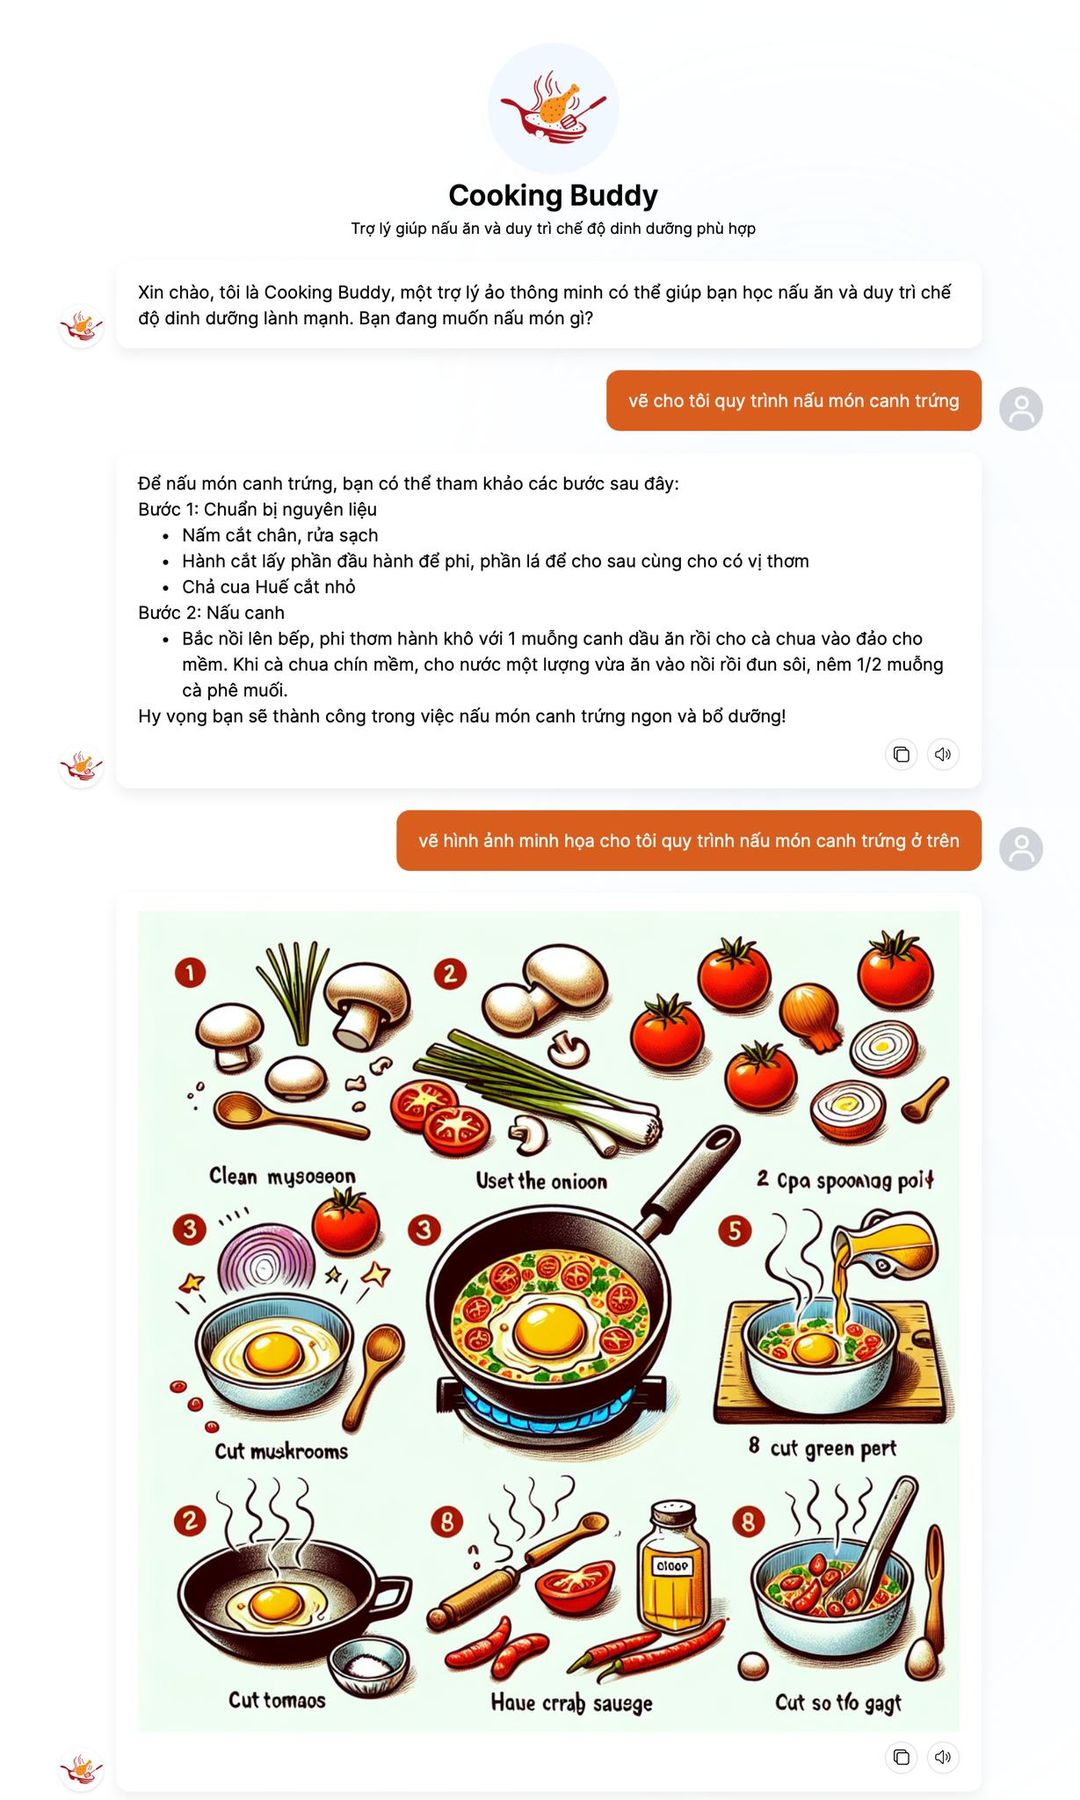 Cooking Buddy
Trợ lý giúp nấu ăn và duy trì chế độ dinh dưỡng phù hợp
Xin chào, tôi là Cooking Buddy, một trợ lý ảo thông minh có thể giúp bạn học nấu ăn và duy trì chế
độ dinh dưỡng lành mạnh. Bạn đang muốn nấu món gì?
vẽ cho tôi quy trình nấu món canh trứng
Để nấu món canh trứng, bạn có thể tham khảo các bước sau đây:
Bước 1: Chuẩn bị nguyên liệu
• Nấm cắt chân, rửa sạch
• Hành cắt lấy phần đầu hành để phi, phần lá để cho sau cùng cho có vị thơm
• Chả cua Huế cắt nhỏ
Bước 2: Nấu canh
• Bắc nồi lên bếp, phi thơm hành khô với 1 muỗng canh dầu ăn rồi cho cà chua vào đảo cho
mềm. Khi cà chua chín mềm, cho nước một lượng vừa ăn vào nồi rồi đun sôi, nêm 1/2 muỗng
cà phê muối.
Hy vọng bạn sẽ thành công trong việc nấu món canh trứng ngon và bổ dưỡng!
vẽ hình ảnh minh họa cho tôi quy trình nấu món canh trứng ở trên
1
2
Clean mysoseon
Uset the onioon
2 Cpa spooning poit
3
3
5
Cut muskrooms
8 cut green pert
2
8
8
Cut tomaos
Haue crrab sausge
Cut so tfo gagt